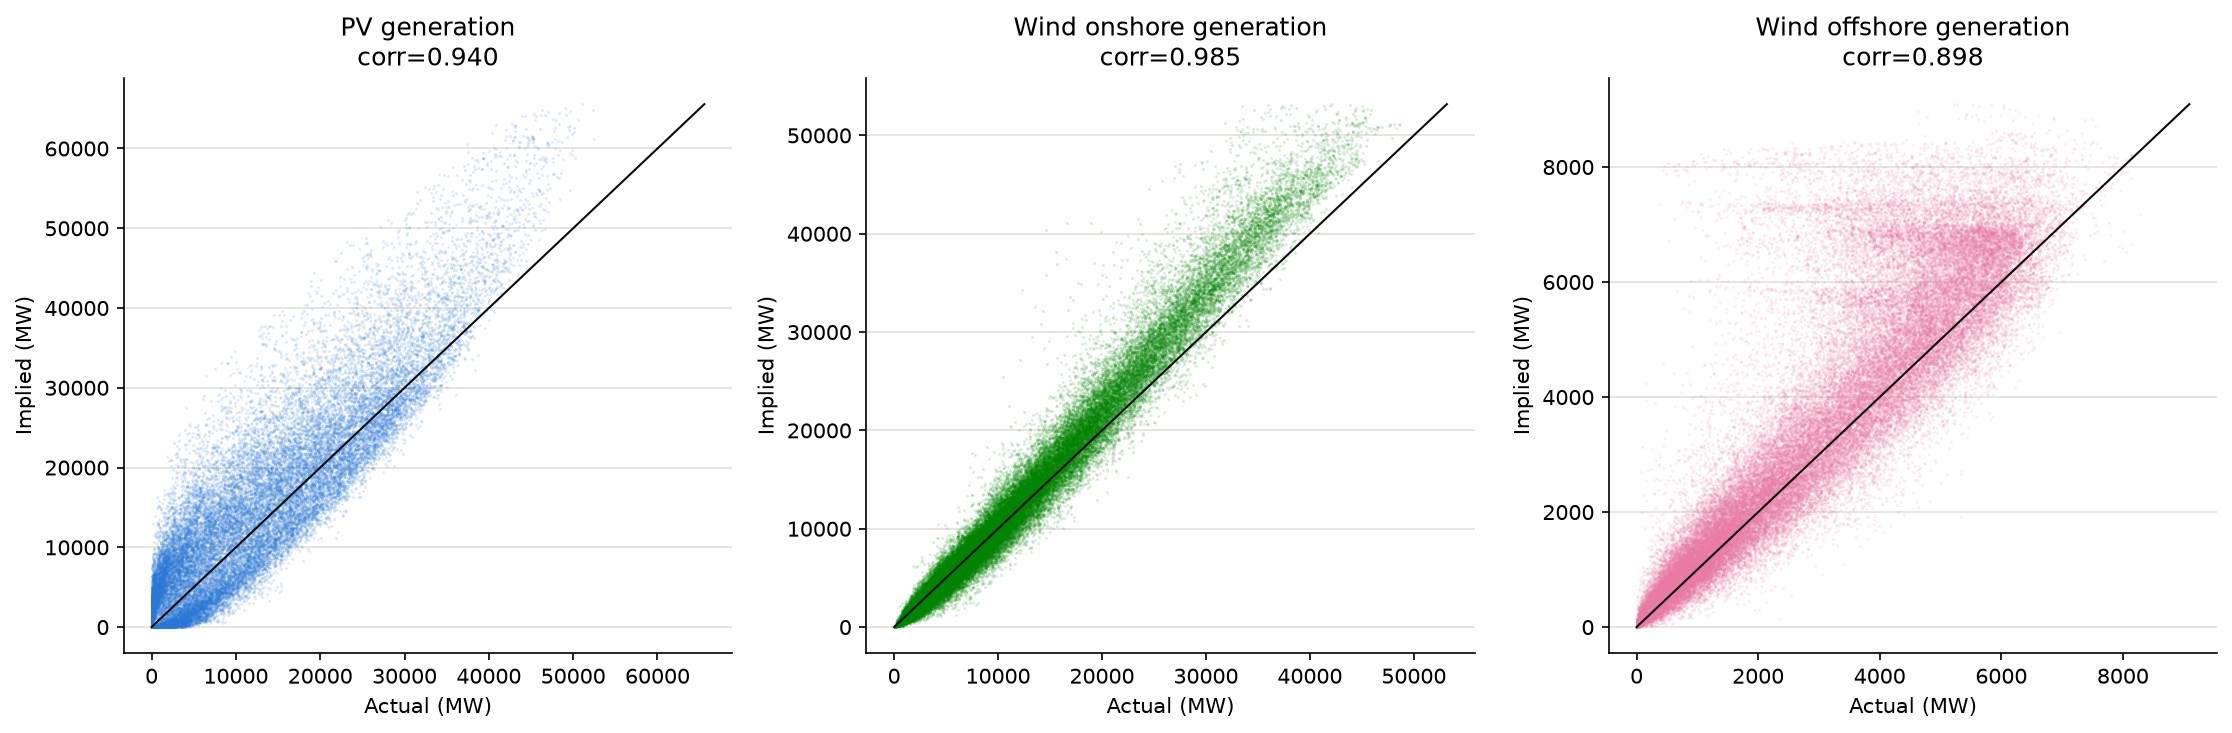 PV generation
corr=0.940
60000
50000
40000
30000
20000
10000
0
Implied (MW)
0 10000 20000 30000 40000 50000 60000
Actual (MW)
Wind onshore generation
corr=0.985
50000
40000
30000
20000
10000
0
Implied (MW)
0 10000 20000 30000 40000 50000
Actual (MW)
Wind offshore generation
corr=0.898
8000
6000
4000
2000
0
Implied (MW)
0 2000 4000 6000 8000
Actual (MW)